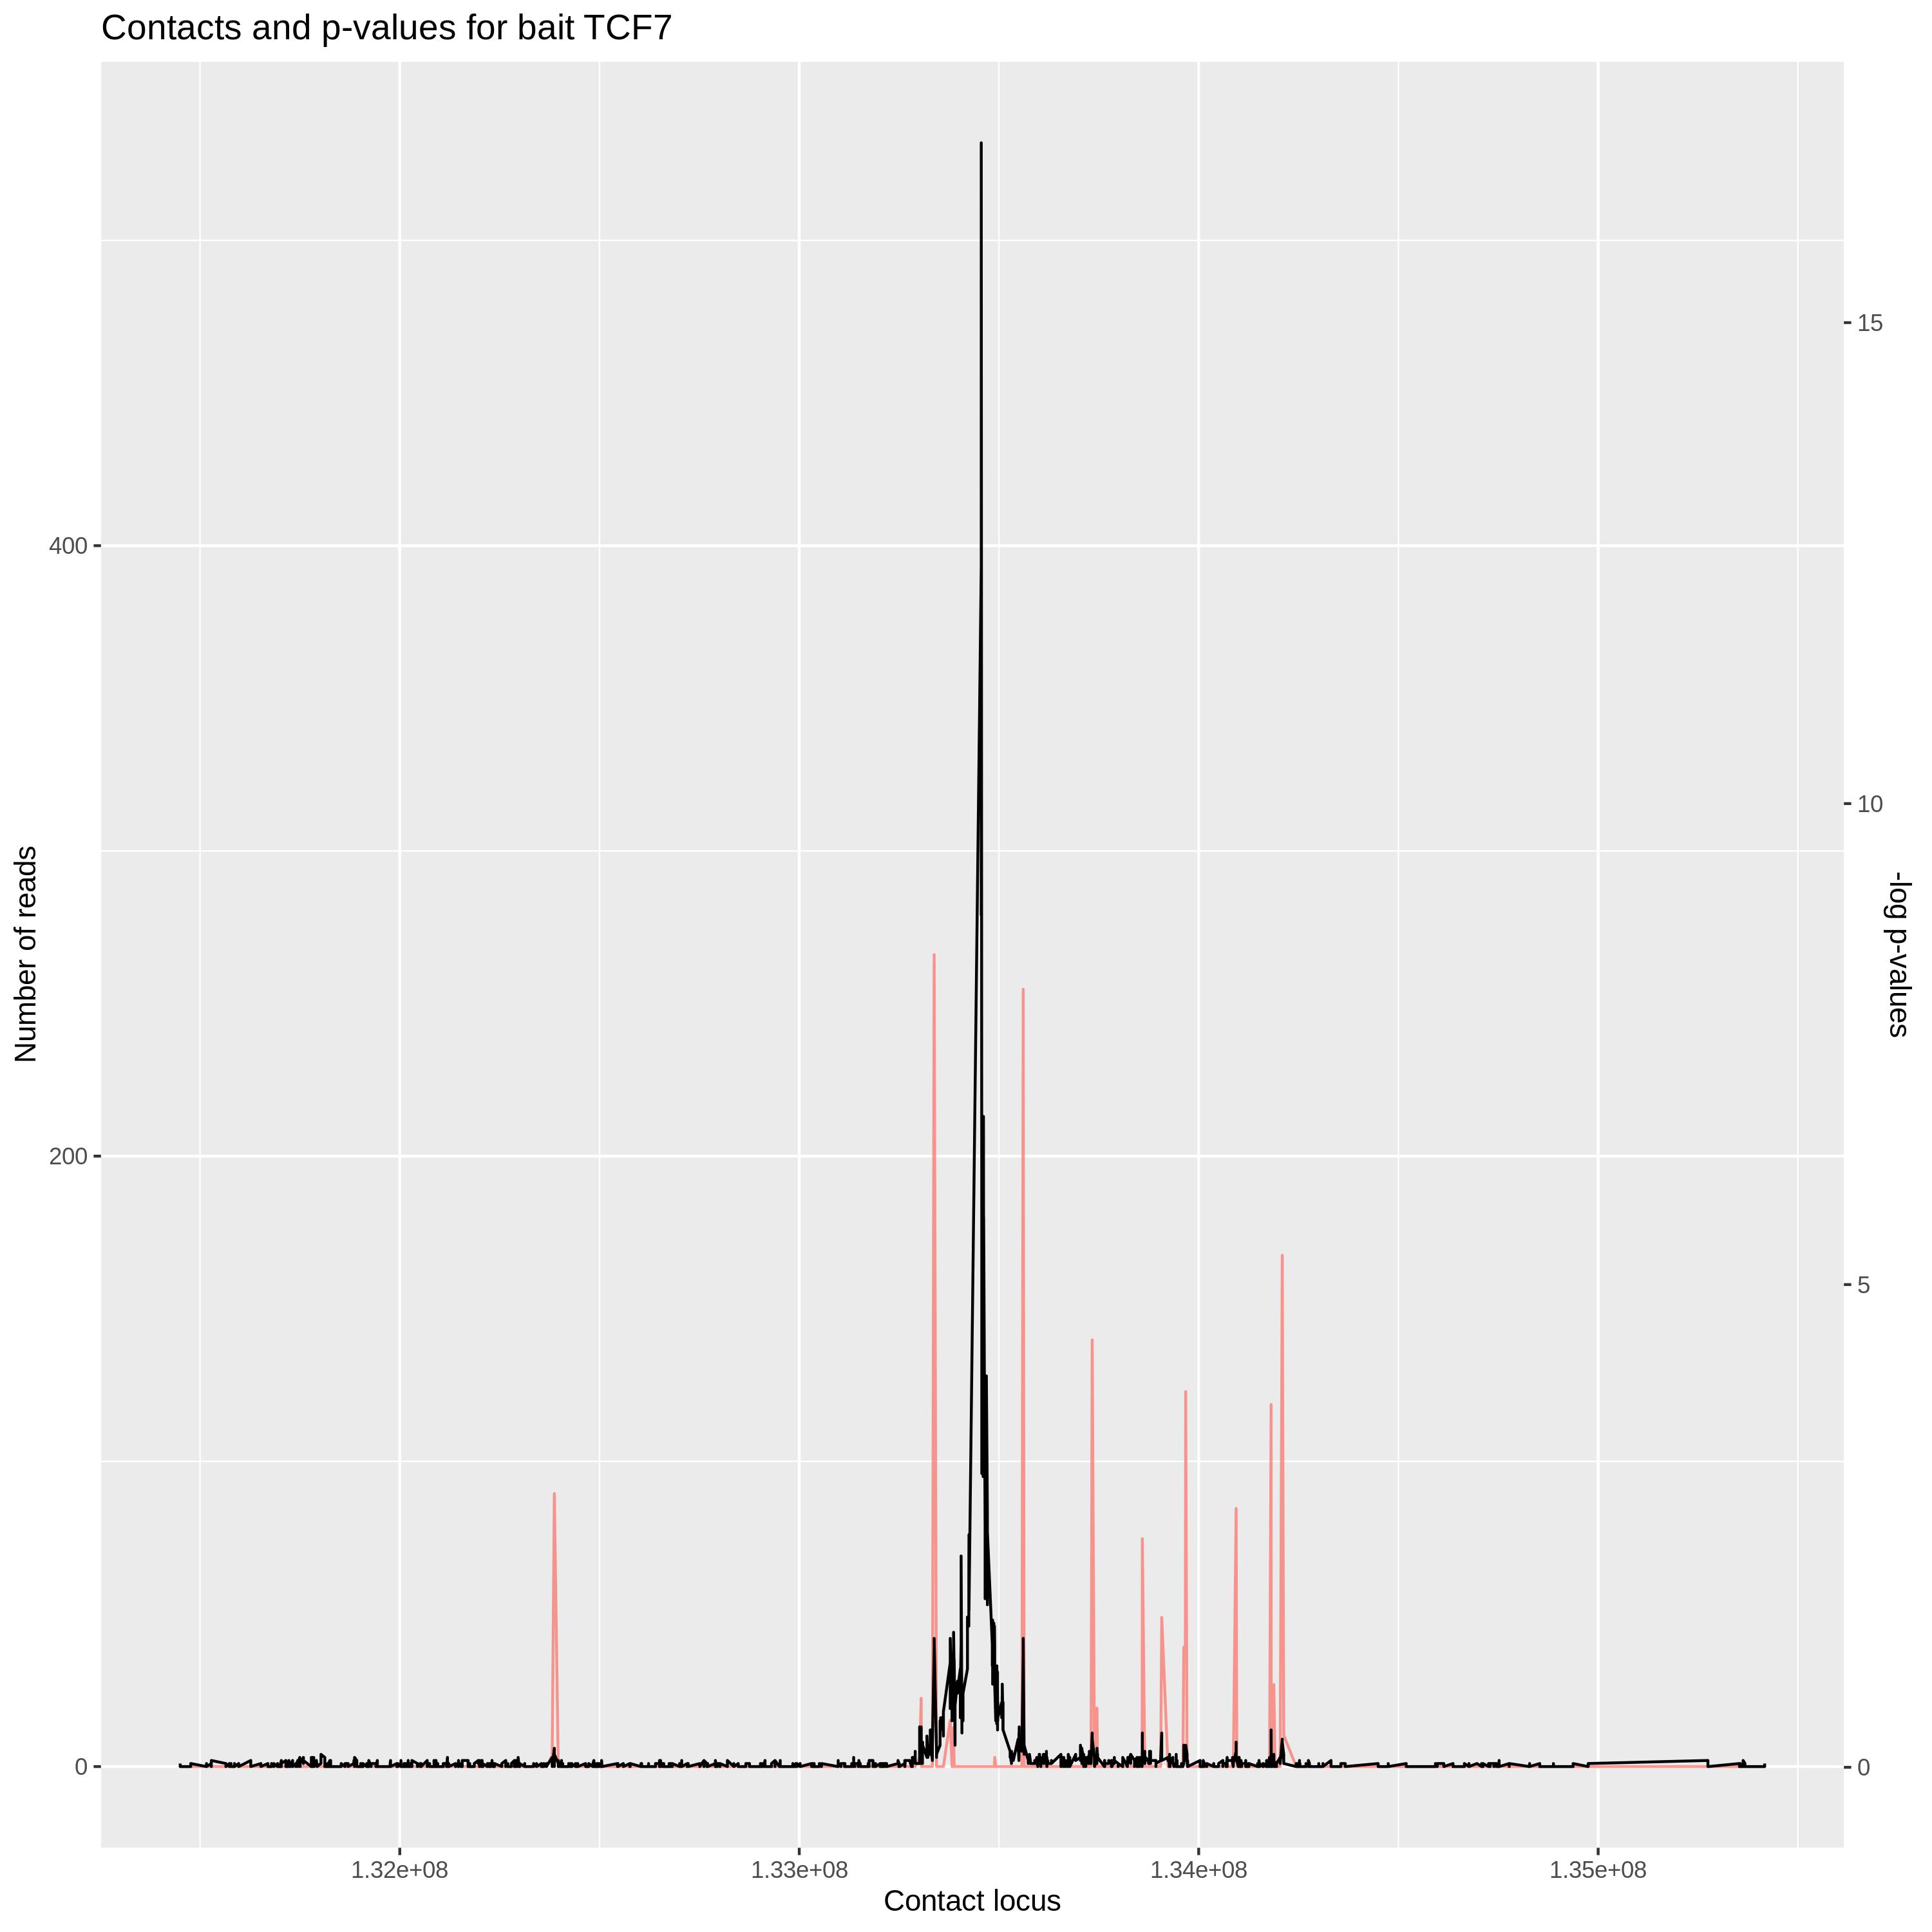 Contacts and p-values for bait TCF7
Number of reads
400
200
0
15
10
5
0
-log p-values
1.32e+08
1.33e+08
1.34e+08
1.35e+08
Contact locus